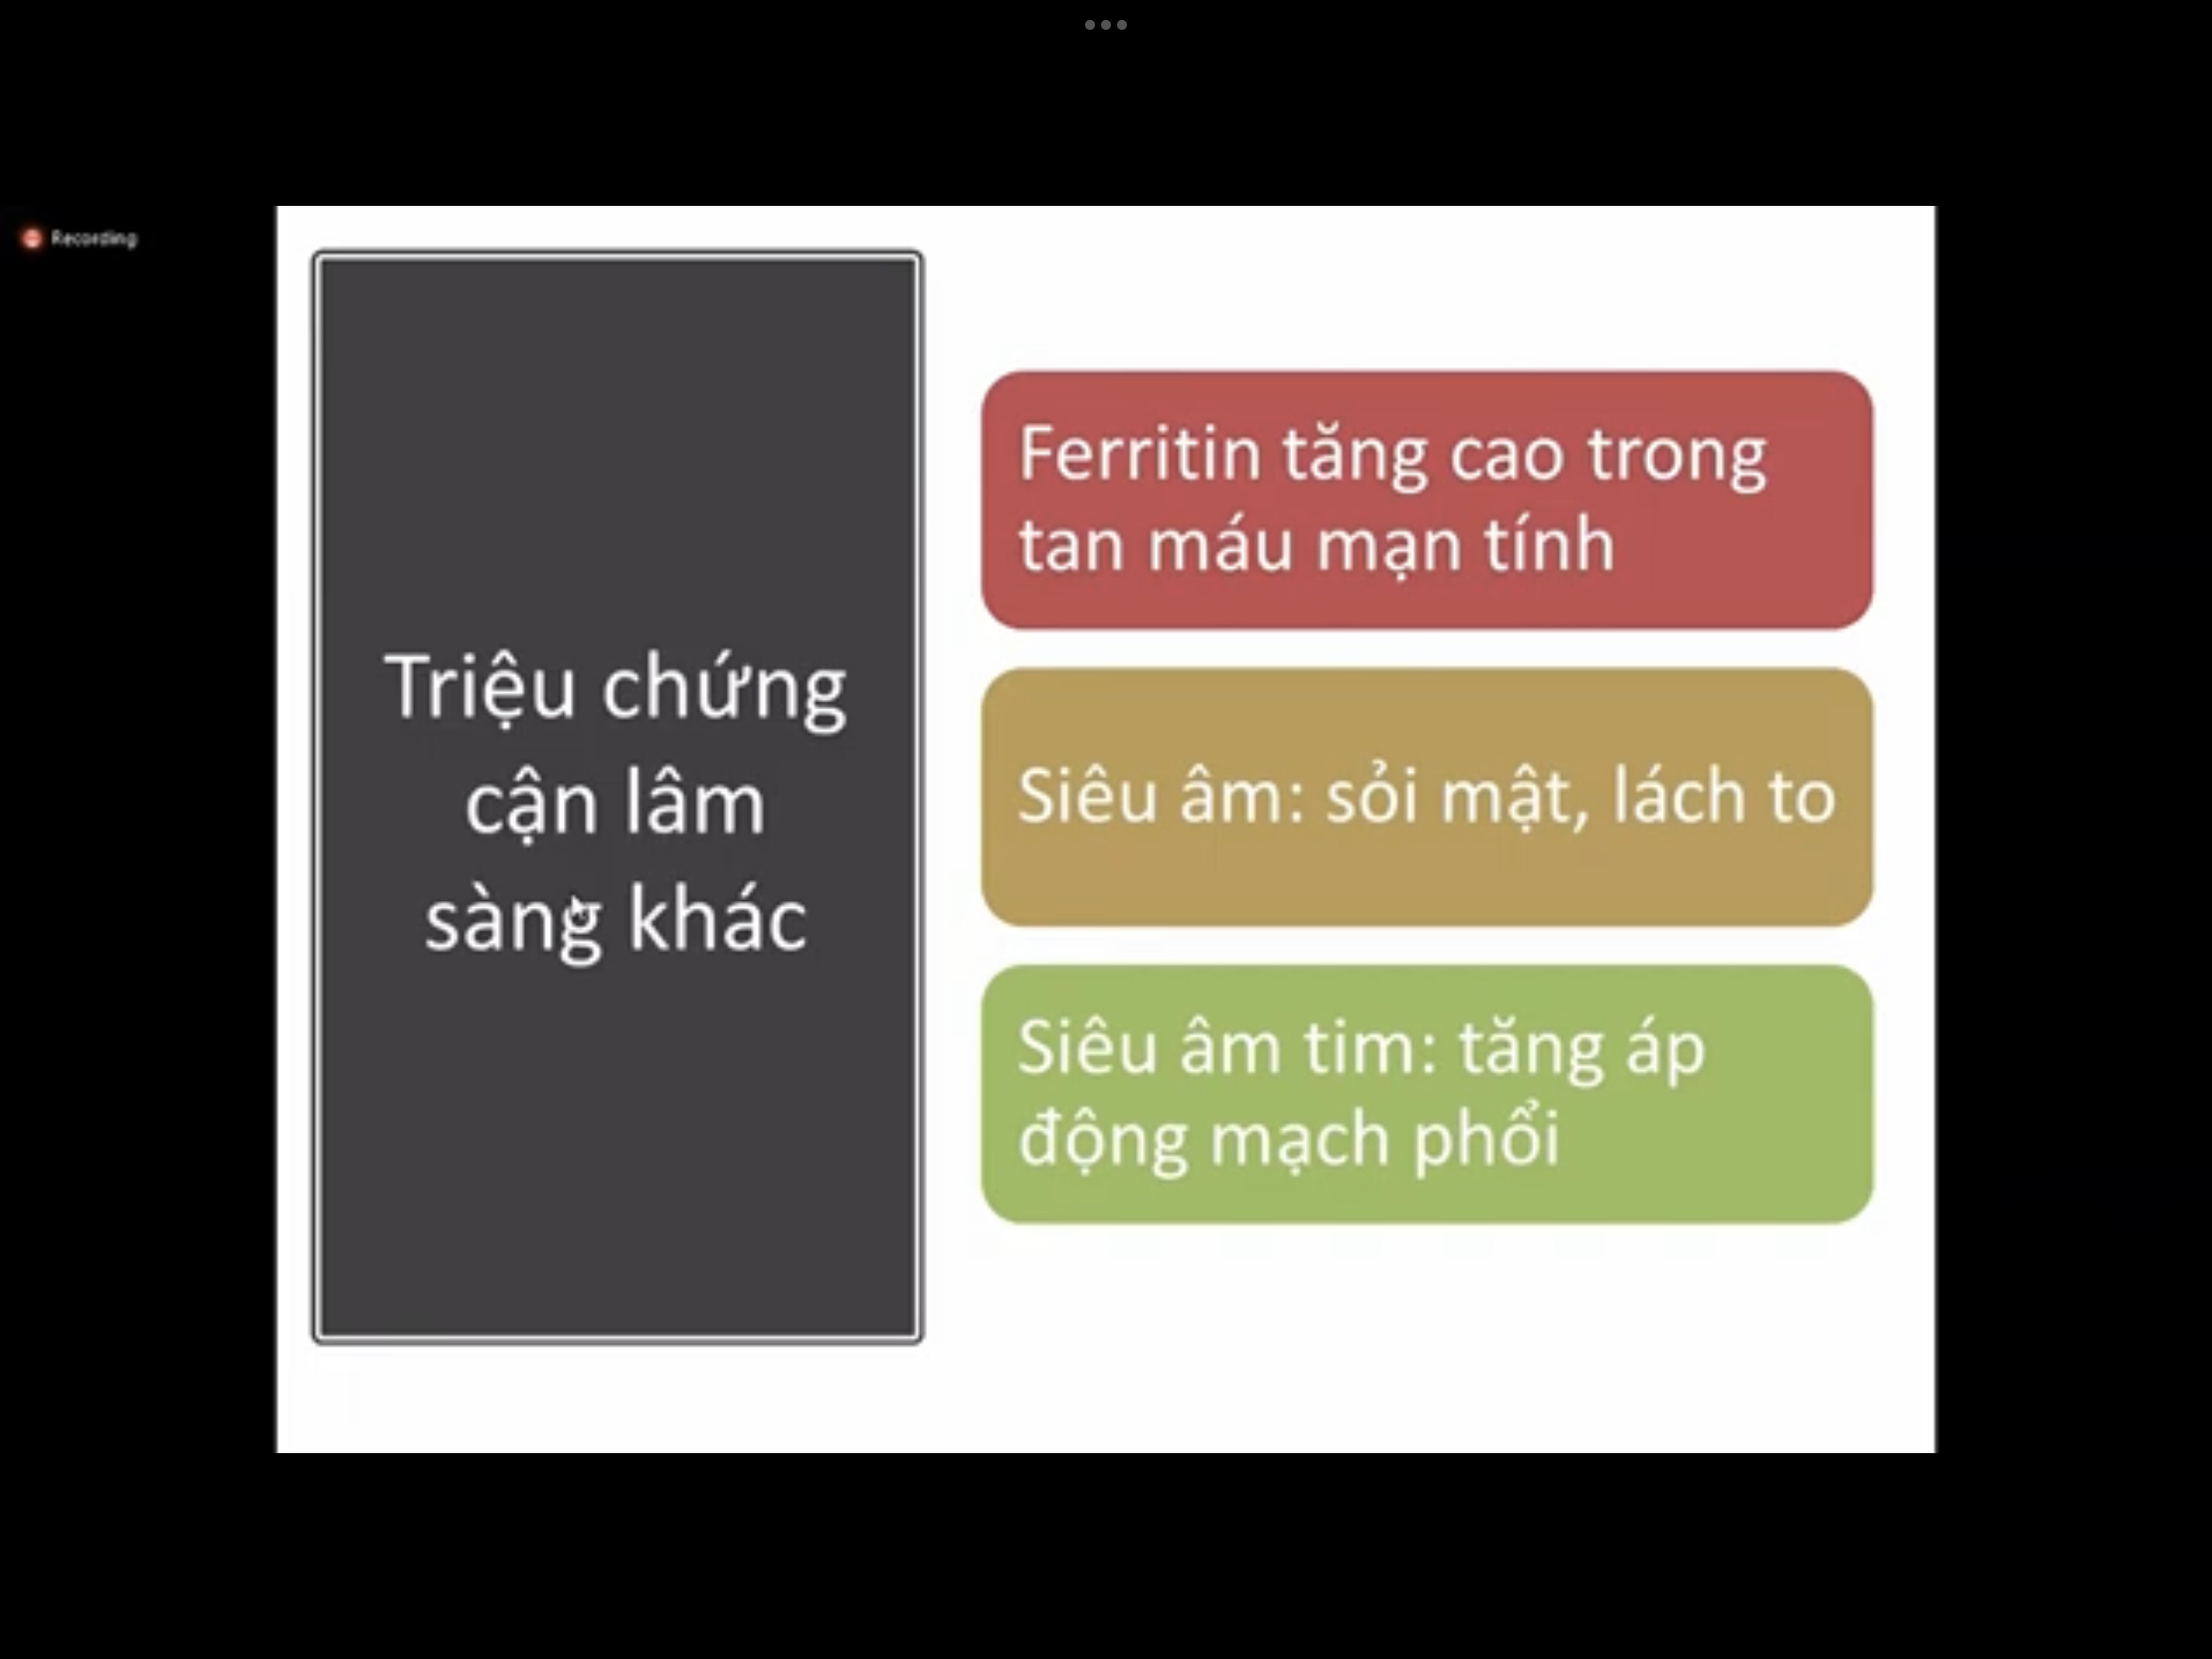 Recording
Triệu chứng
cận lâm
sàng khác
Ferritin tăng cao trong
tan máu mạn tính
Siêu âm: sỏi mật, lách to
Siêu âm tim: tăng áp
động mạch phổi